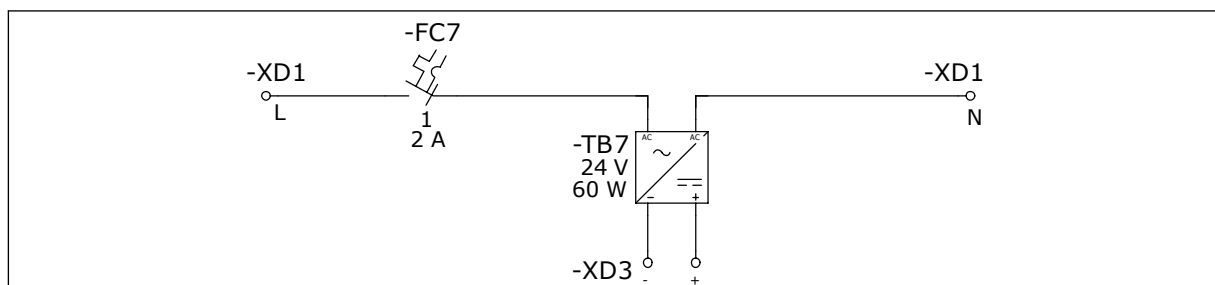 -FC7
-XD1
-XD1
L
1
2 A
N
AC
AC
-TB7
24 V
60 W
-
+
-XD3
-
+